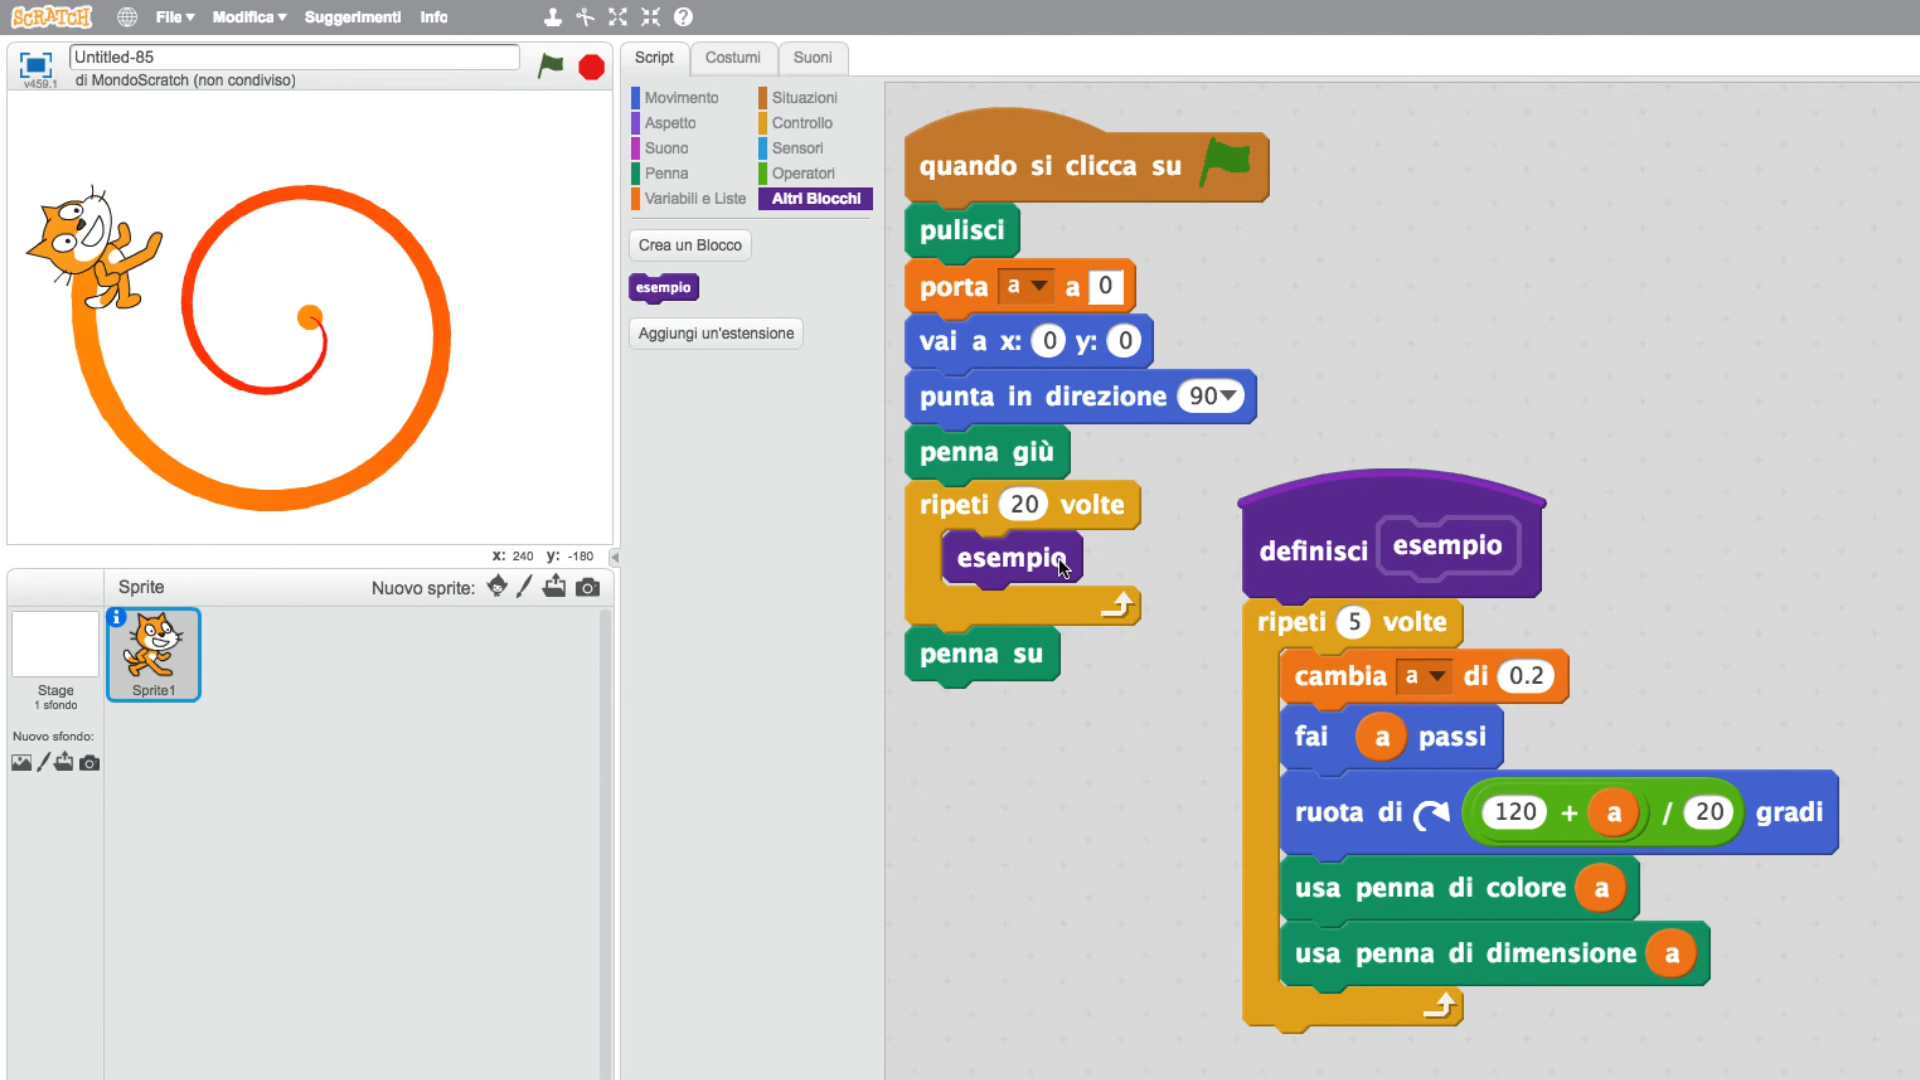 SCRATCH File Modifica Suggerimenti Info
Untitled-85
v459.1 di MondoScratch (non condiviso)
Script Costumi Suoni
Movimento Situazioni
Aspetto Controllo
Suono Sensori
Penna Operatori
Variabili e Liste Altri Blocchi
Crea un Blocco
esempio
Aggiungi un'estensione
x: 240 y: -180
Sprite Nuovo sprite:
Sprite1
Stage
1 sfondo
Nuovo sfondo:
quando si clicca su
pulisci
porta a a 0
vai a x: 0 y: 0
punta in direzione 90
penna giù
ripeti 20 volte
esempio
penna su
definisci esempio
ripeti 5 volte
cambia a di 0.2
fai a passi
ruota di 120 + a / 20 gradi
usa penna di colore a
usa penna di dimensione a